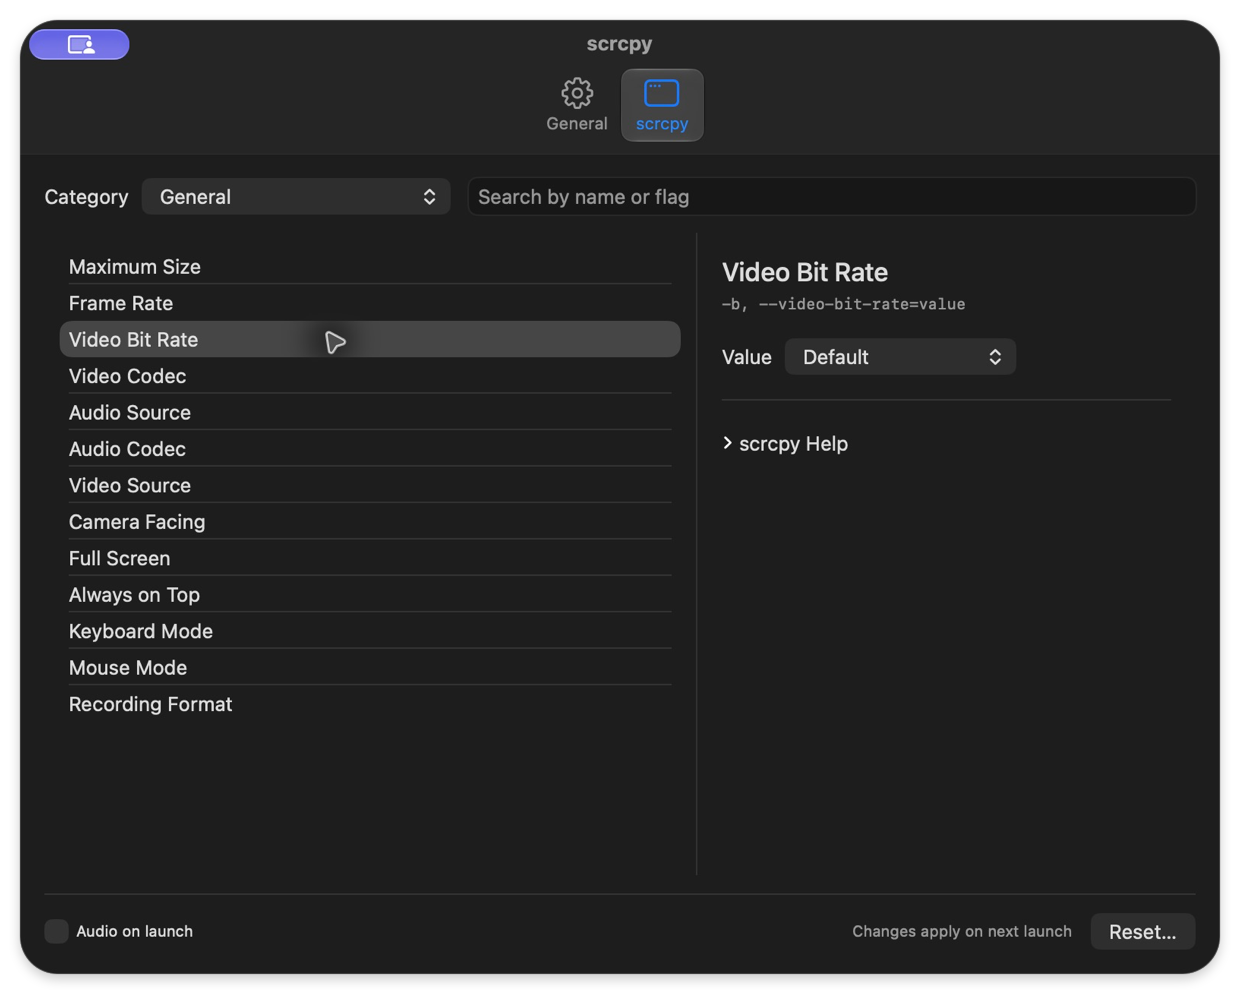 scrcpy
General
scrcpy
Category
General
Search by name or flag
Maximum Size
Frame Rate
Video Bit Rate
Video Codec
Audio Source
Audio Codec
Video Source
Camera Facing
Full Screen
Always on Top
Keyboard Mode
Mouse Mode
Recording Format
Video Bit Rate
-b, --video-bit-rate=value
Value
Default
scrcpy Help
Audio on launch
Changes apply on next launch
Reset...